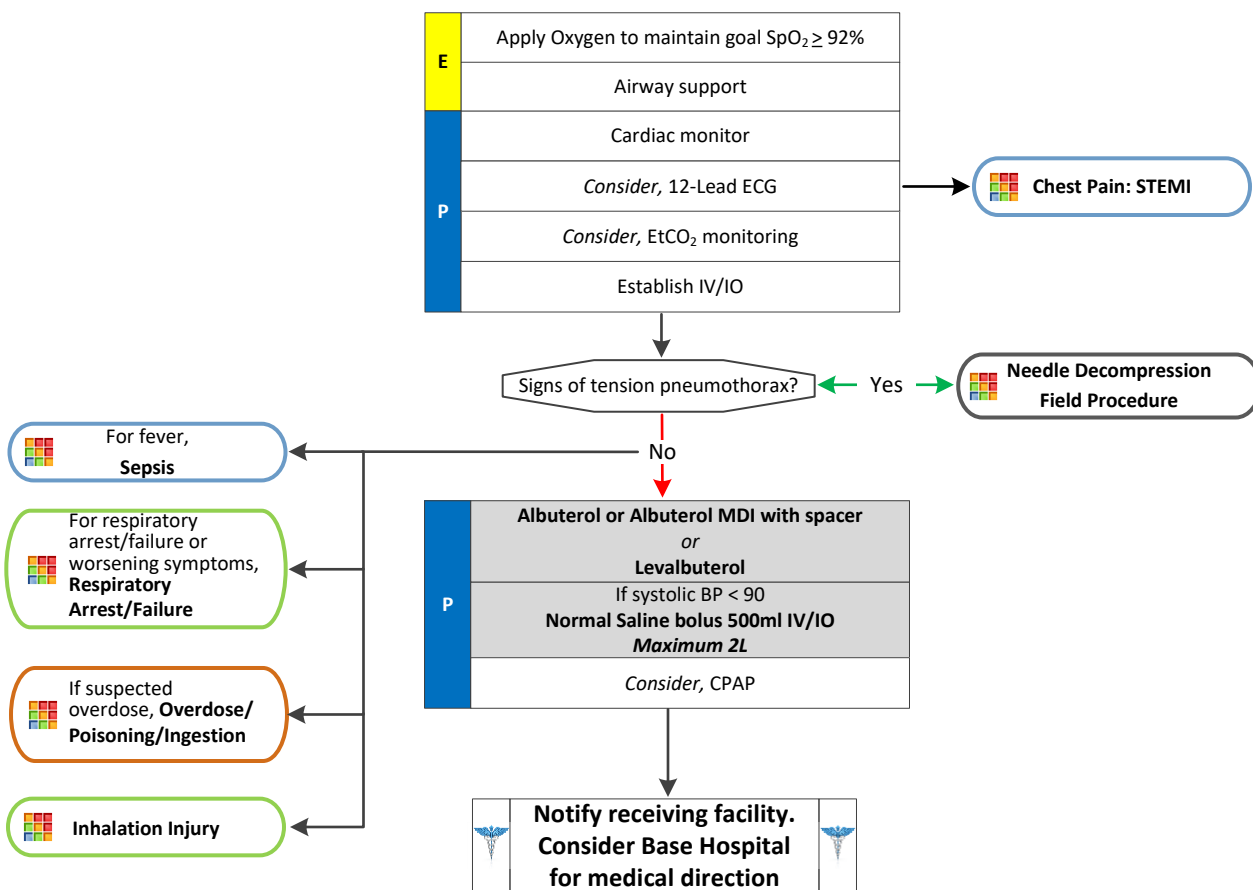 E
Apply Oxygen to maintain goal SpO₂ ≥ 92%
Airway support
P
Cardiac monitor
Consider, 12-Lead ECG
Chest Pain: STEMI
Consider, EtCO₂ monitoring
Establish IV/IO
Signs of tension pneumothorax?
Yes
Needle Decompression
Field Procedure
No
For fever,
Sepsis
For respiratory
arrest/failure or
worsening symptoms,
Respiratory
Arrest/Failure
If suspected
overdose, Overdose/
Poisoning/Ingestion
Inhalation Injury
P
Albuterol or Albuterol MDI with spacer
or
Levalbuterol
If systolic BP < 90
Normal Saline bolus 500ml IV/IO
Maximum 2L
Consider, CPAP
Notify receiving facility.
Consider Base Hospital
for medical direction